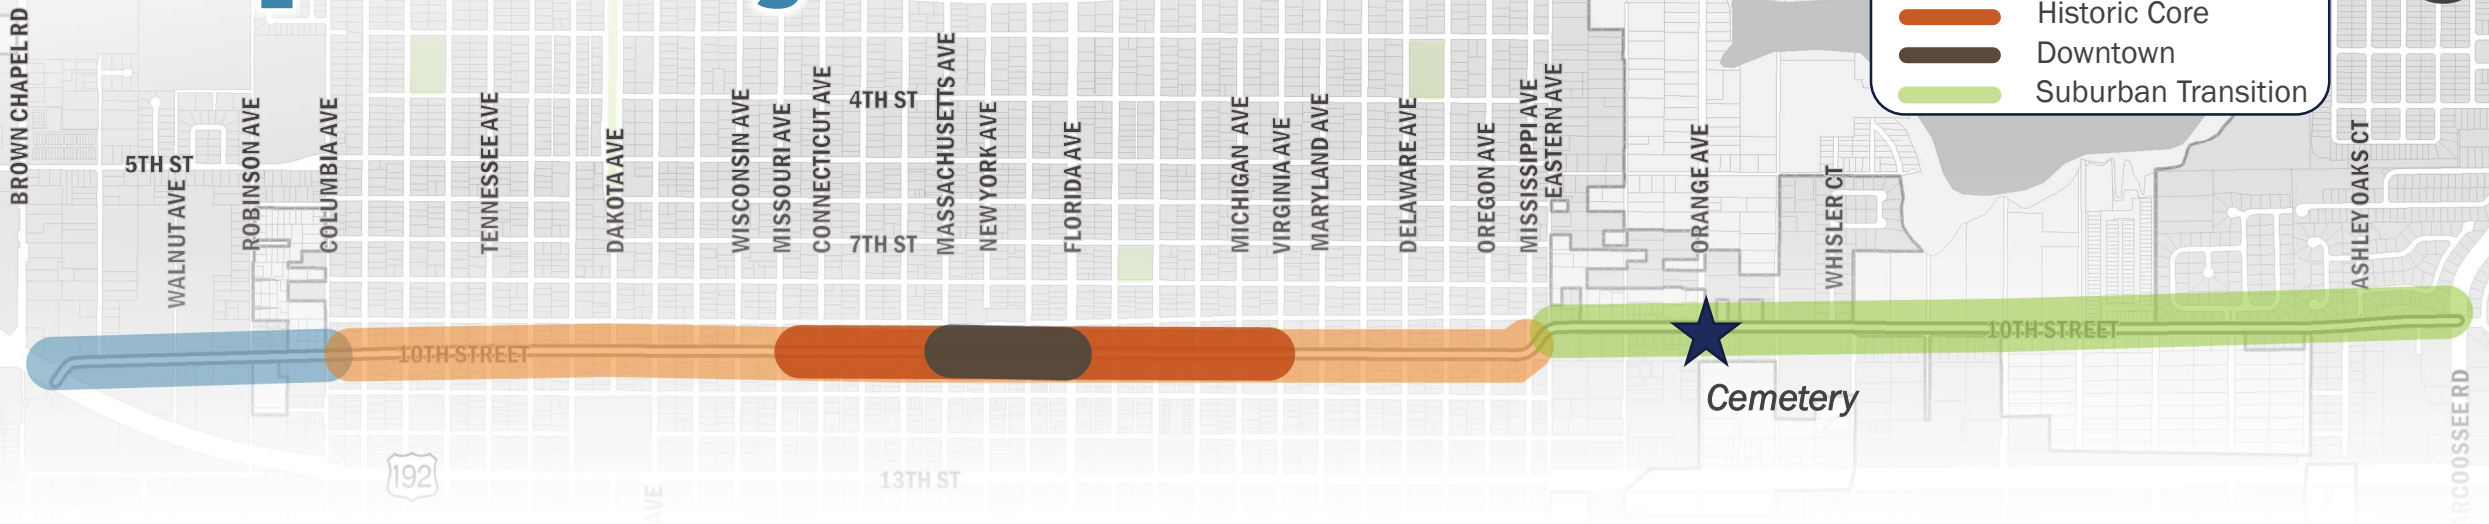 Historic Core
Downtown
Suburban Transition
BROWN CHAPEL RD
5TH ST
WALNUT AVE
ROBINSON AVE
COLUMBIA AVE
TENNESSEE AVE
DAKOTA AVE
WISCONSIN AVE
MISSOURI AVE
CONNECTICUT AVE
4TH ST
7TH ST
MASSACHUSETTS AVE
NEW YORK AVE
FLORIDA AVE
MICHIGAN AVE
VIRGINIA AVE
MARYLAND AVE
DELAWARE AVE
OREGON AVE
MISSISSIPPI AVE
EASTERN AVE
ORANGE AVE
WHISLER CT
ASHLEY OAKS CT
10TH STREET
10TH STREET
Cemetery
192
13TH ST
AVE
RCOOSEE RD